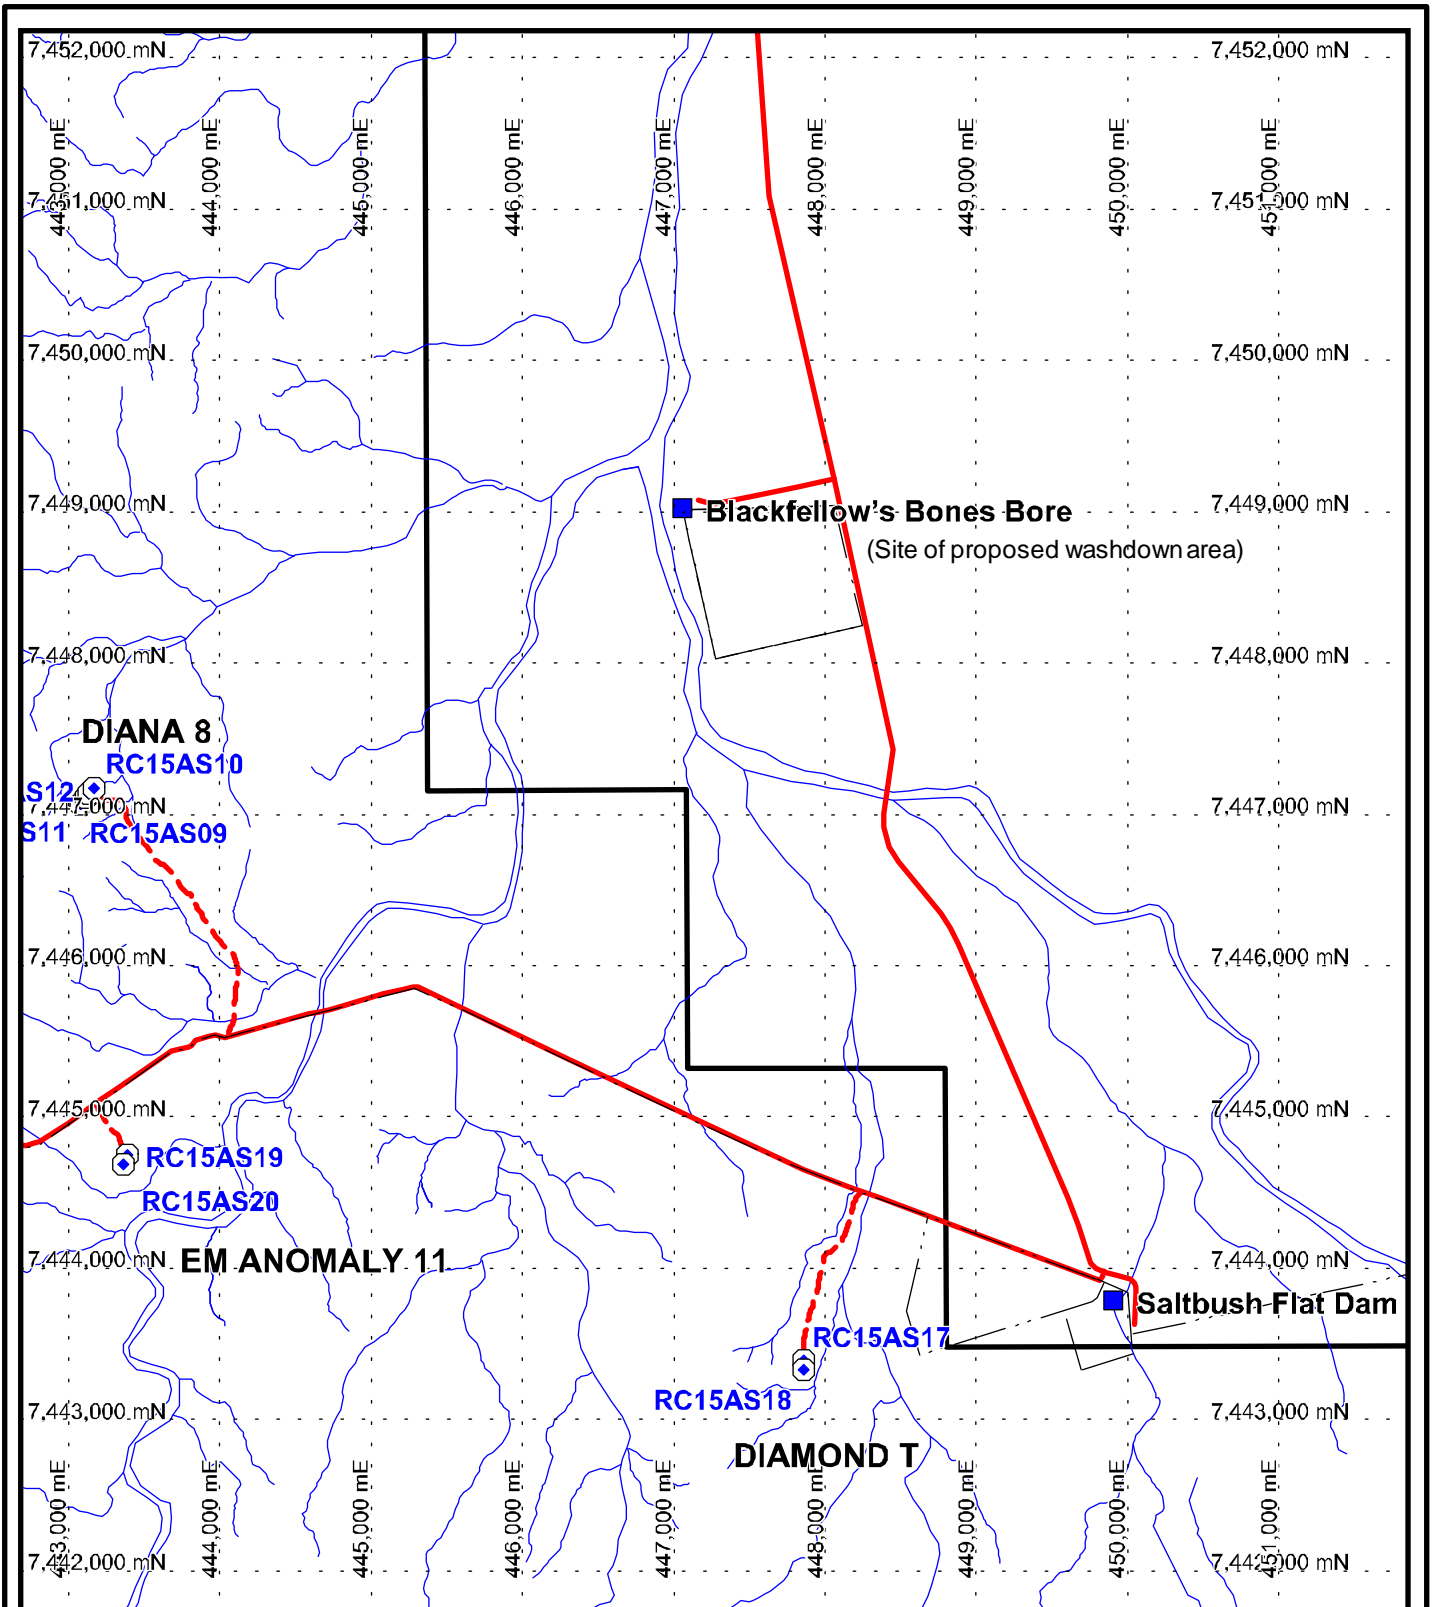 7,452,000 mN
7,452,000 mN
443,000 mE
444,000 mE
445,000 mE
446,000 mE
447,000 mE
448,000 mE
449,000 mE
450,000 mE
451,000 mE
7,451,000 mN
7,451,000 mN
7,450,000 mN
7,450,000 mN
7,449,000 mN
Blackfellow's Bones Bore
7,449,000 mN
(Site of proposed washdown area)
7,448,000 mN
7,448,000 mN
DIANA 8
RC15AS10
S12
7,447,000 mN
7,447,000 mN
S11
RC15AS09
7,446,000 mN
7,446,000 mN
7,445,000 mN
7,445,000 mN
RC15AS19
RC15AS20
7,444,000 mN
EM ANOMALY 11
7,444,000 mN
Saltbush Flat Dam
RC15AS17
RC15AS18
7,443,000 mN
7,443,000 mN
DIAMOND T
443,000 mE
444,000 mE
445,000 mE
446,000 mE
447,000 mE
448,000 mE
449,000 mE
450,000 mE
451,000 mE
7,442,000 mN
7,442,000 mN